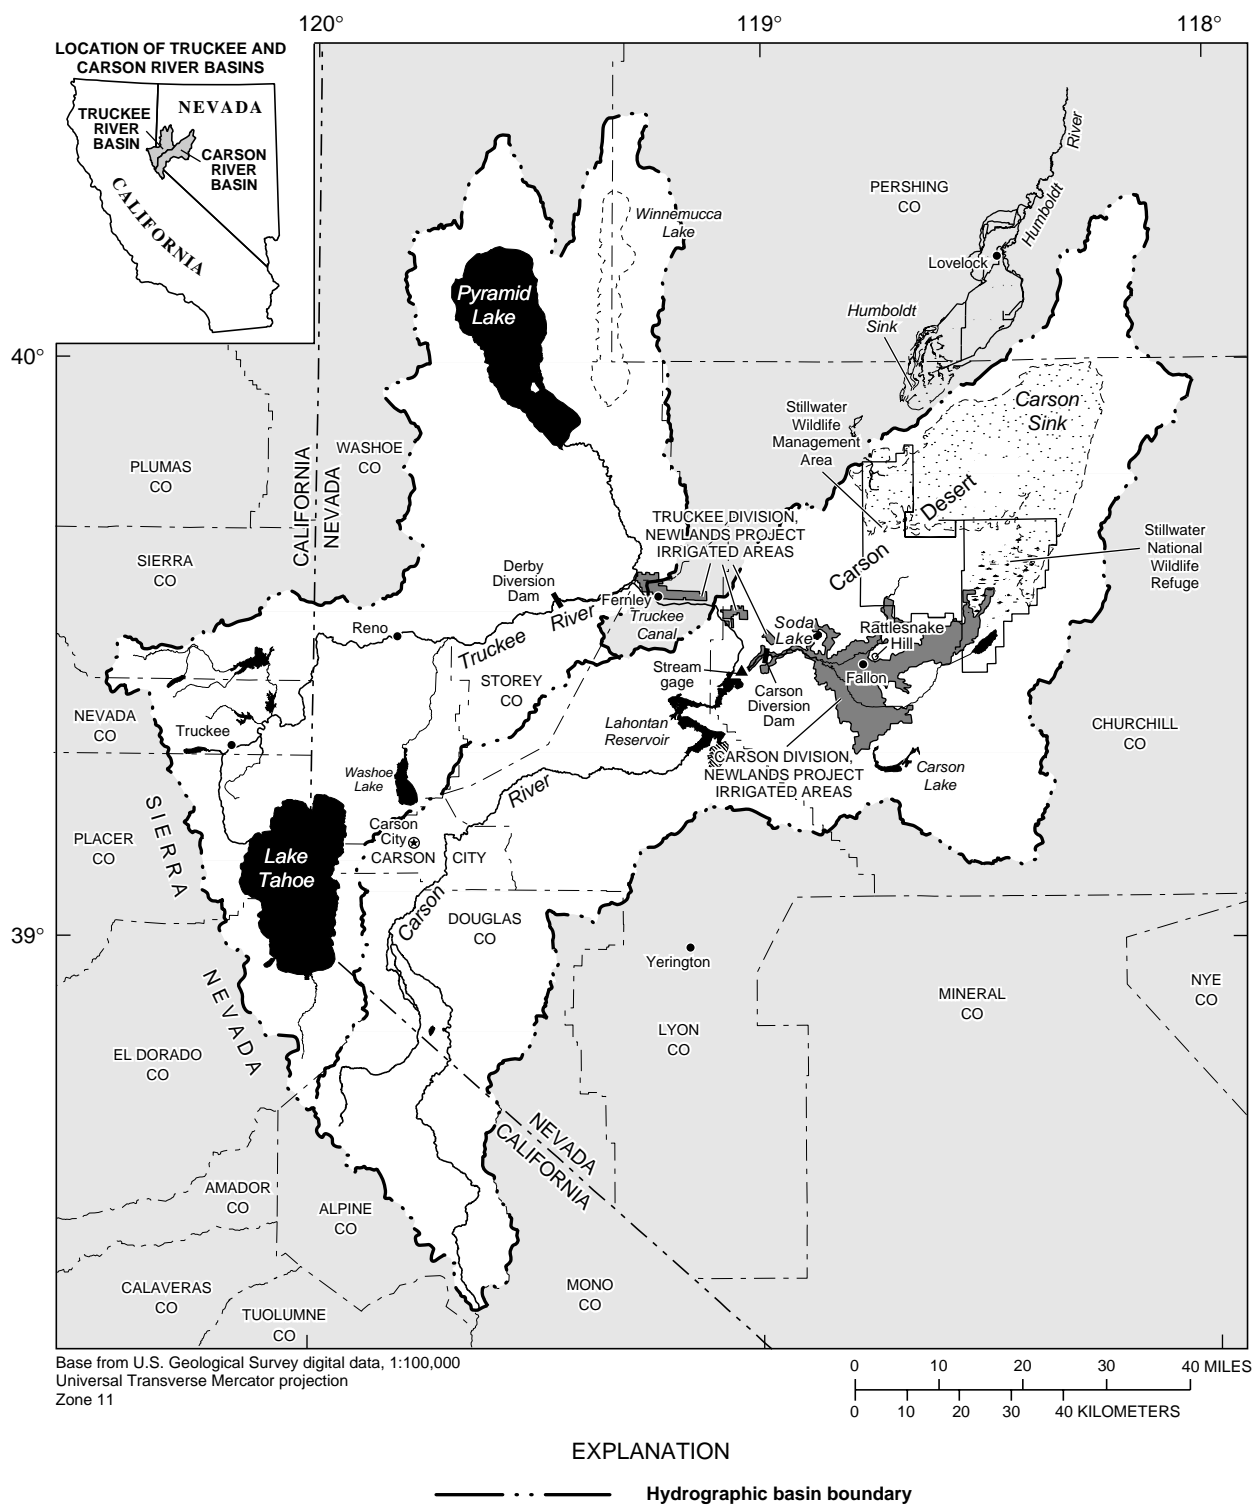 120°
119°
118°
LOCATION OF TRUCKEE AND
CARSON RIVER BASINS
NEVADA
TRUCKEE
RIVER
BASIN
CARSON
RIVER
BASIN
CALIFORNIA
River
Humboldt
PERSHING
CO
Winnemucca
Lake
Lovelock
Pyramid
Lake
Humboldt
Sink
40°
Carson
Sink
Stillwater
Wildlife
Management
Area
WASHOE
CO
PLUMAS
CO
CALIFORNIA
NEVADA
Desert
TRUCKEE DIVISION,
NEWLANDS PROJECT
IRRIGATED AREAS
Stillwater
National
Wildlife
Refuge
SIERRA
CO
Derby
Diversion
Dam
Carson
Fernley
River
Truckee
Canal
Reno
Truckee
Soda
Lake
Rattlesnake
Hill
Stream
gage
STOREY
CO
Fallon
Carson
Diversion
Dam
NEVADA
CO
Truckee
Lahontan
Reservoir
CHURCHILL
CO
Washoe
Lake
CARSON DIVISION,
NEWLANDS PROJECT
IRRIGATED AREAS
Carson
Lake
River
SIERRA
PLACER
CO
Carson
City
CARSON CITY
Lake
Tahoe
Carson
DOUGLAS
CO
39°
Yerington
NEVADA
NYE
CO
MINERAL
CO
LYON
CO
EL DORADO
CO
NEVADA
CALIFORNIA
AMADOR
CO
ALPINE
CO
CALAVERAS
CO
MONO
CO
TUOLUMNE
CO
Base from U.S. Geological Survey digital data, 1:100,000
Universal Transverse Mercator projection
Zone 11
0 10 20 30 40 MILES
0 10 20 30 40 KILOMETERS
EXPLANATION
Hydrographic basin boundary